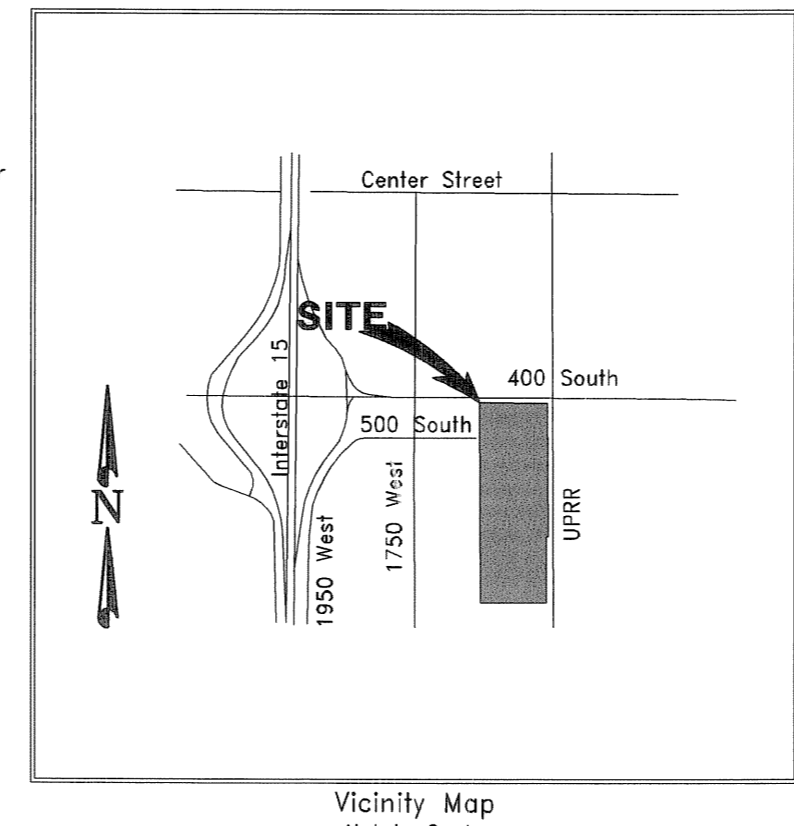 Center Street
SITE
400 South
500 South
Interstate 15
1750 West
UPRR
N
1950 West
Vicinity Map